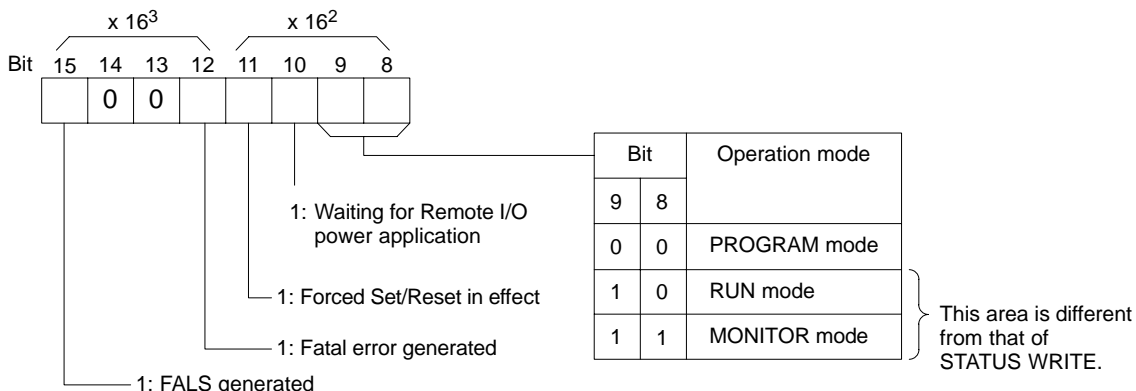 x 16³ x 16²
Bit 15 14 13 12 11 10 9 8
0 0
Bit Operation mode
9 8
0 0 PROGRAM mode
1 0 RUN mode
1 1 MONITOR mode
This area is different
from that of
STATUS WRITE.
1: Waiting for Remote I/O
power application
1: Forced Set/Reset in effect
1: Fatal error generated
1: FALS generated